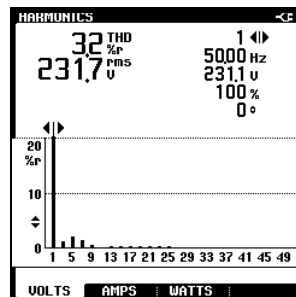 HARMONICS
3.2 THD %r
231.7 rms V
1
50.00 Hz
231.1 V
100 %
0 °
20
%r
10
0
1 5 9 13 17 21 25 29 33 37 41 45 49
VOLTS AMPS WATTS